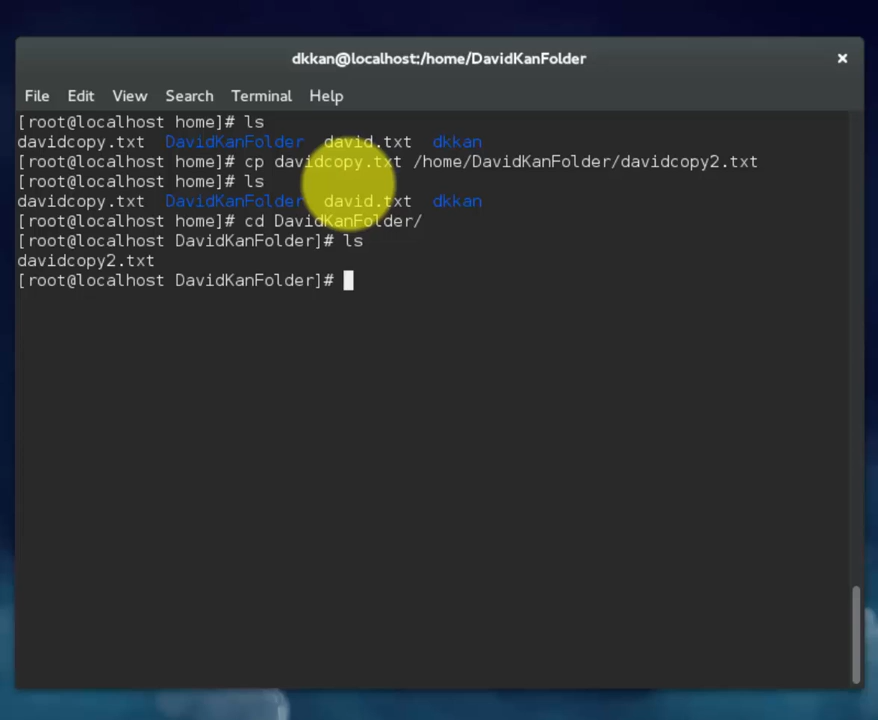 dkkan@localhost:/home/DavidKanFolder
File Edit View Search Terminal Help
[root@localhost home]# ls
davidcopy.txt DavidKanFolder david.txt dkkan
[root@localhost home]# cp davidcopy.txt /home/DavidKanFolder/davidcopy2.txt
[root@localhost home]# ls
davidcopy.txt DavidKanFolder david.txt dkkan
[root@localhost home]# cd DavidKanFolder/
[root@localhost DavidKanFolder]# ls
davidcopy2.txt
[root@localhost DavidKanFolder]#